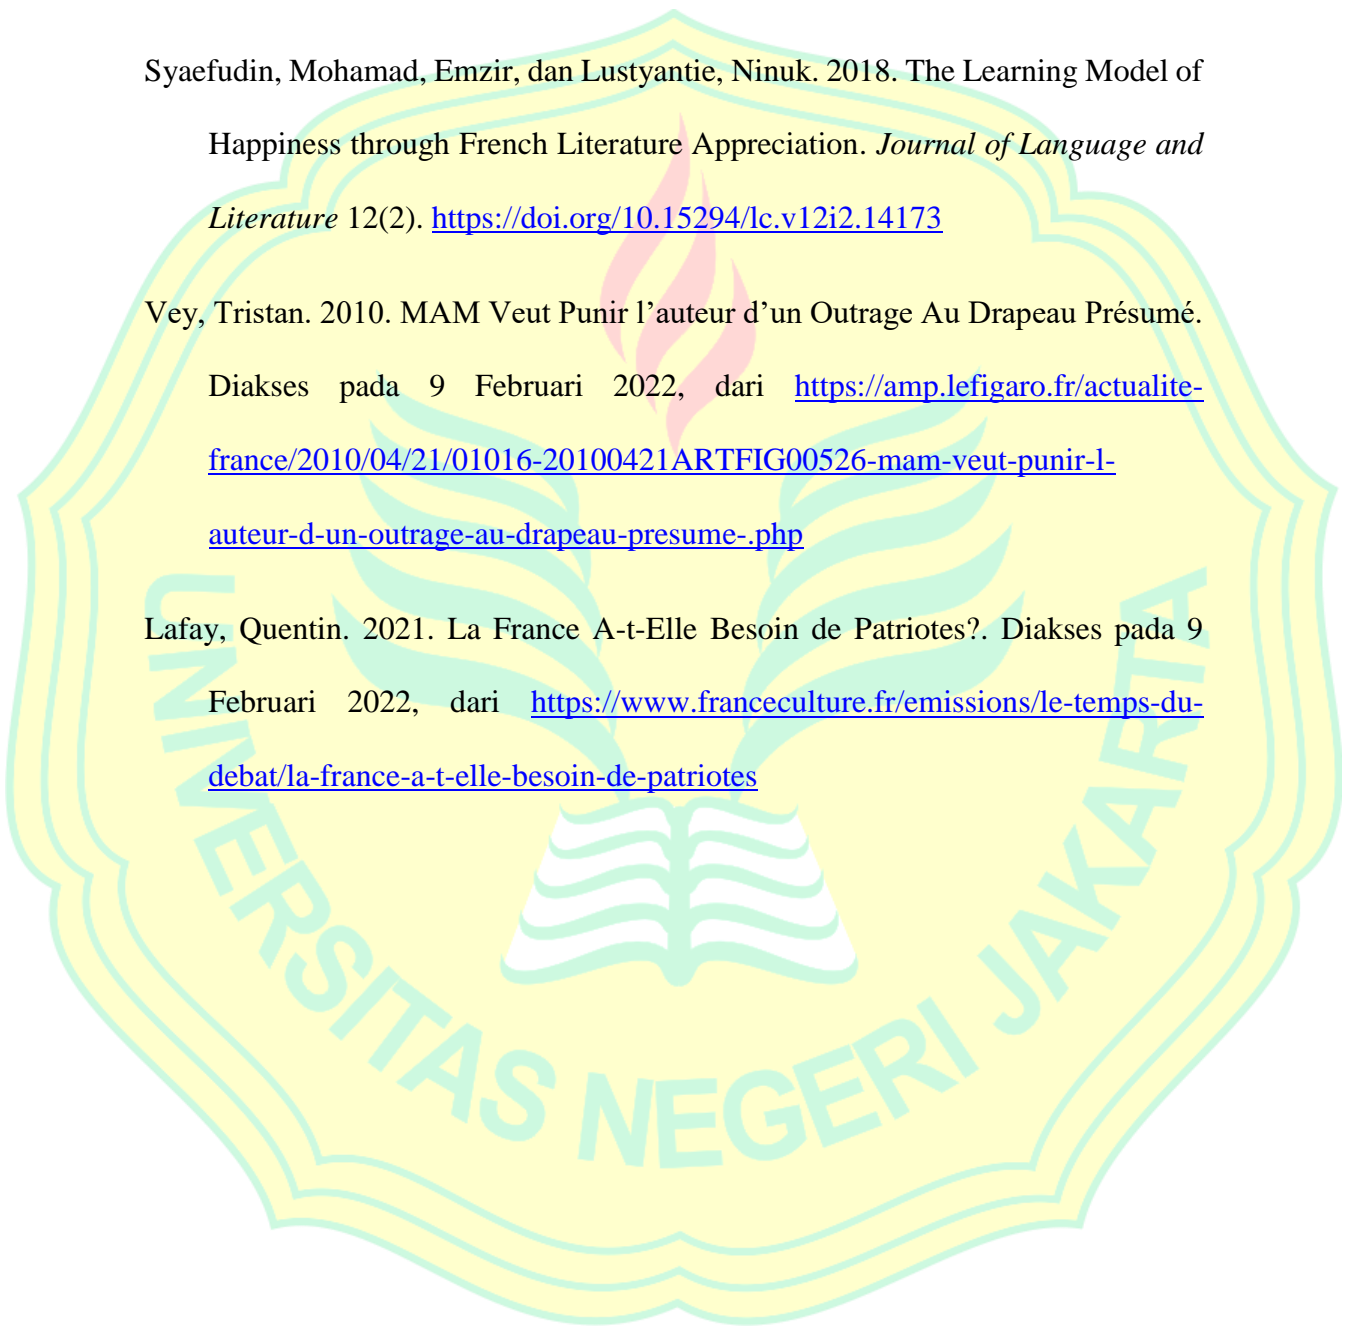 Syaefudin, Mohamad, Emzir, dan Lustyantie, Ninuk. 2018. The Learning Model of
Happiness through French Literature Appreciation. Journal of Language and
Literature 12(2). https://doi.org/10.15294/lc.v12i2.14173
Vey, Tristan. 2010. MAM Veut Punir l’auteur d’un Outrage Au Drapeau Présumé.
Diakses pada 9 Februari 2022, dari https://amp.lefigaro.fr/actualite-
france/2010/04/21/01016-20100421ARTFIG00526-mam-veut-punir-l-
auteur-d-un-outrage-au-drapeau-presume-.php
Lafay, Quentin. 2021. La France A-t-Elle Besoin de Patriotes?. Diakses pada 9
Februari 2022, dari https://www.franceculture.fr/emissions/le-temps-du-
debat/la-france-a-t-elle-besoin-de-patriotes
UNIVERSITAS NEGERI JAKARTA